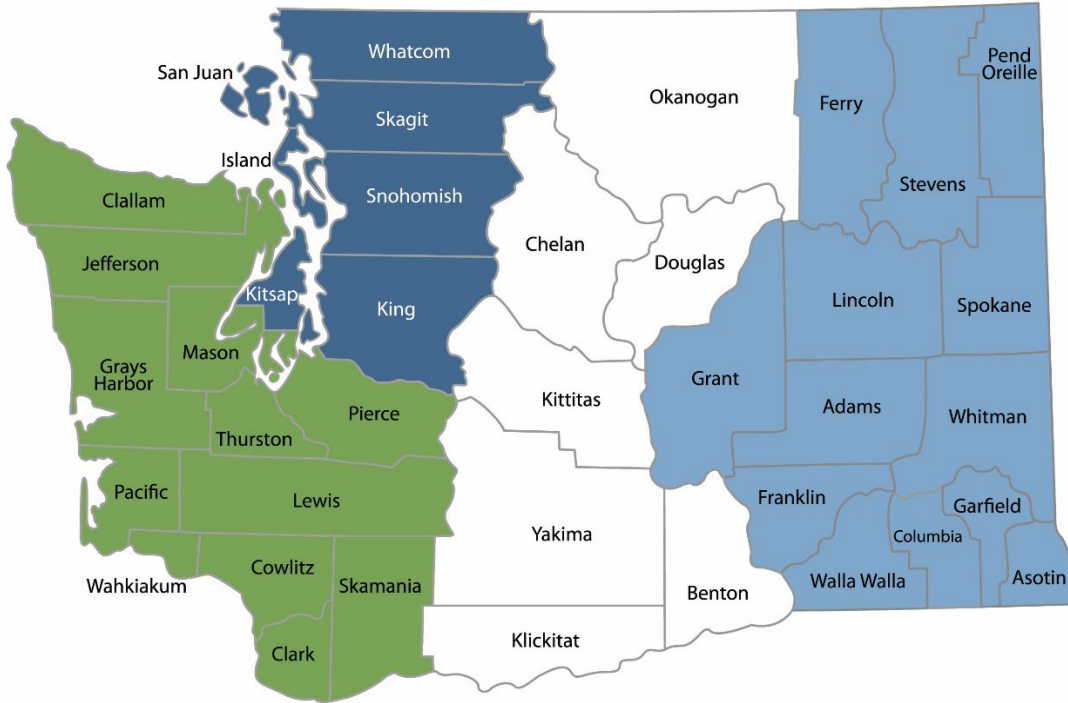 Whatcom
San Juan
Pend
Oreille
Okanogan
Ferry
Skagit
Island
Clallam
Snohomish
Stevens
Chelan
Jefferson
Douglas
Kitsap
King
Lincoln
Spokane
Mason
Grays
Harbor
Grant
Kittitas
Adams
Pierce
Whitman
Thurston
Pacific
Lewis
Franklin
Garfield
Yakima
Columbia
Cowlitz
Wahkiakum
Skamania
Walla Walla
Asotin
Benton
Klickitat
Clark